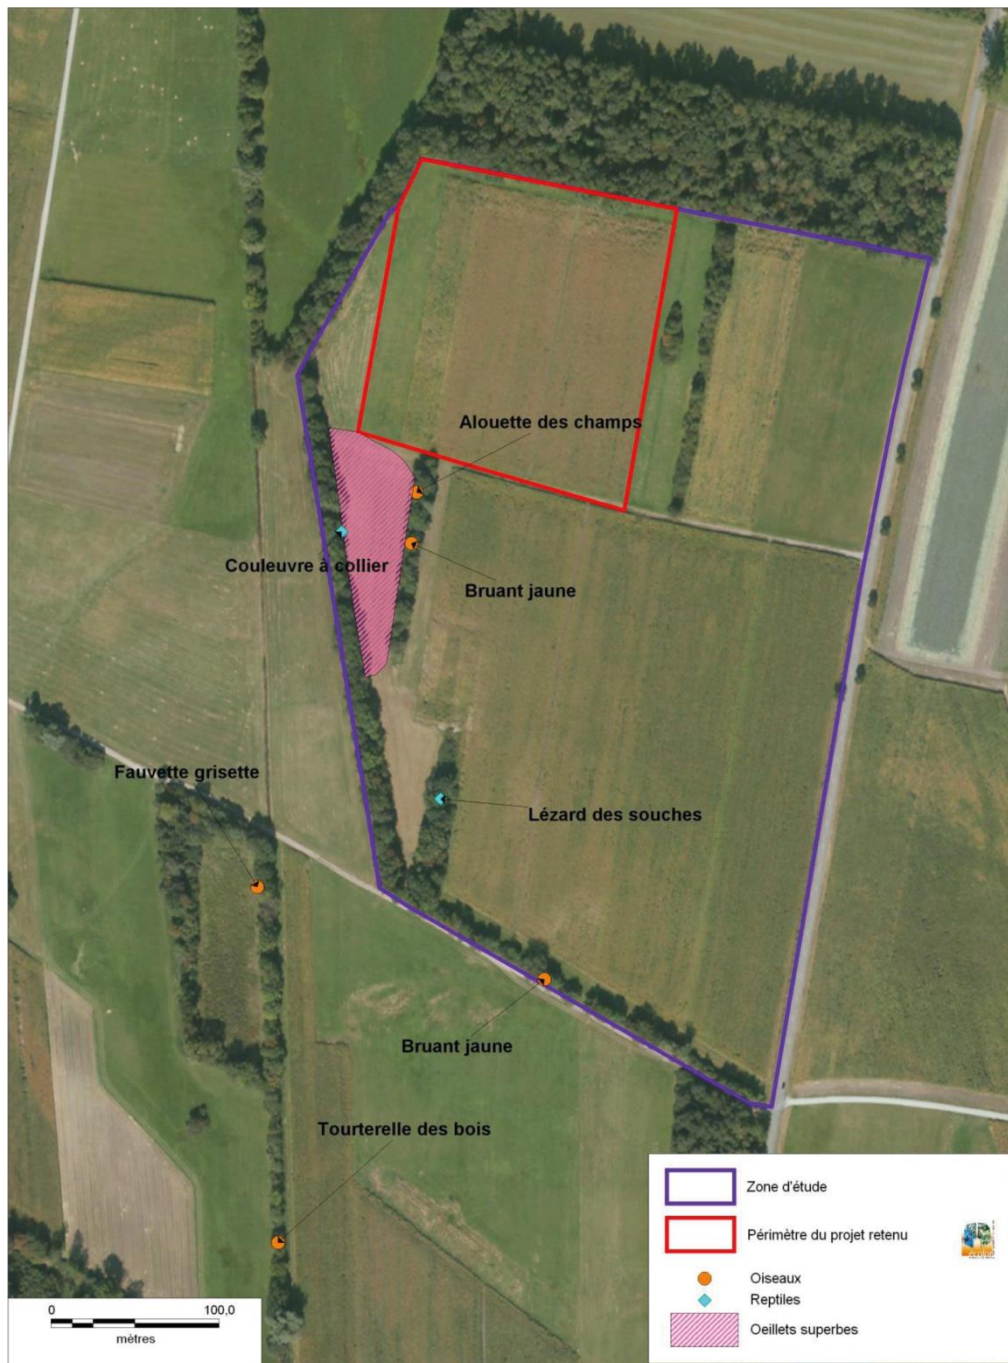 Alouette des champs
Couleuvre à collier
Bruant jaune
Fauvette grisette
Lézard des souches
Bruant jaune
Tourterelle des bois
Zone d'étude
Périmètre du projet retenu
Oiseaux
Reptiles
Oeillets superbes
0 100,0
mètres